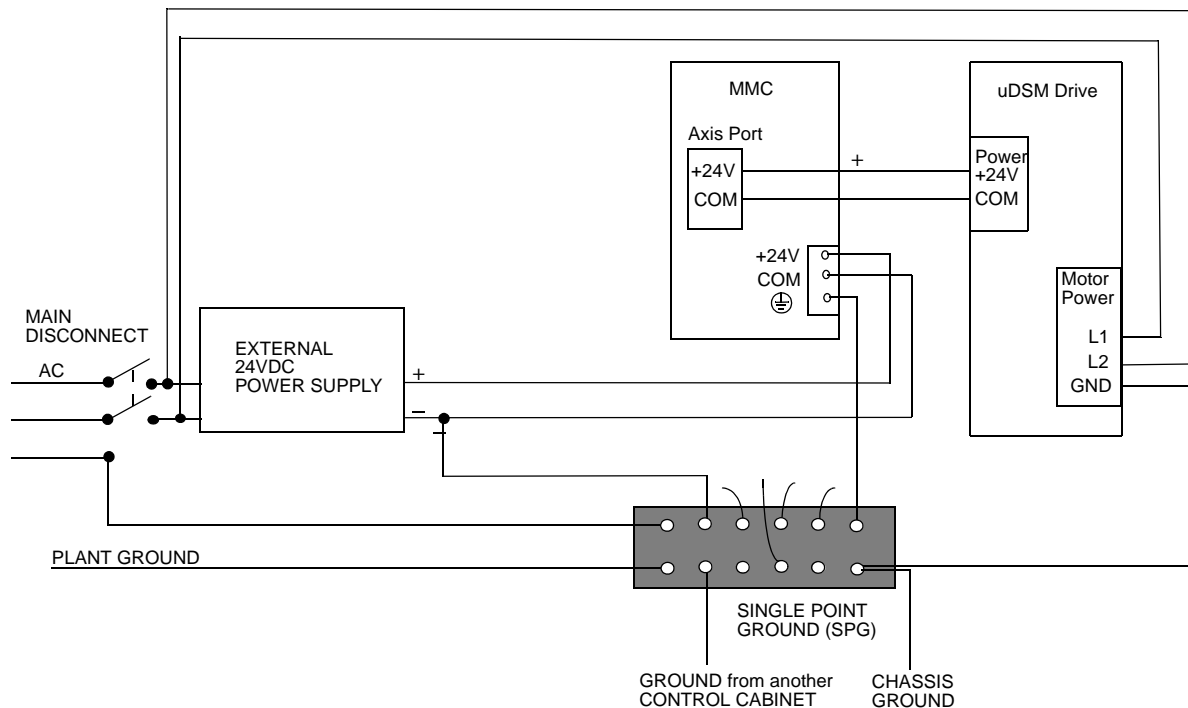 MMC
uDSM Drive
Axis Port
+24V
COM
+
Power
+24V
COM
+24V
COM
Motor
Power
L1
L2
GND
MAIN
DISCONNECT
AC
EXTERNAL
24VDC
POWER SUPPLY
+
–
–
PLANT GROUND
SINGLE POINT
GROUND (SPG)
GROUND from another
CONTROL CABINET
CHASSIS
GROUND